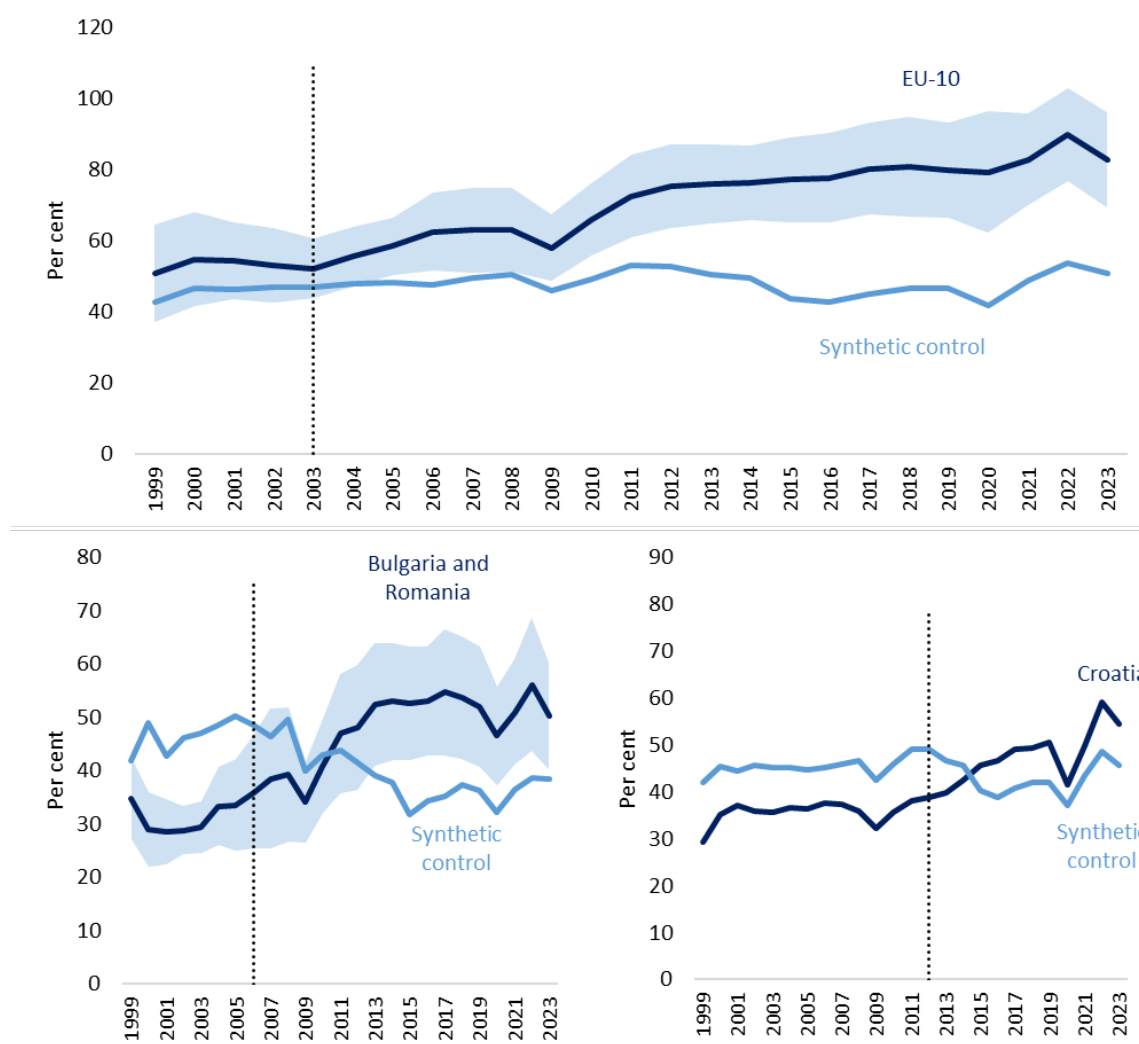 120
100
80
60
40
20
0
Per cent
EU-10
Synthetic control
1999 2000 2001 2002 2003 2004 2005 2006 2007 2008 2009 2010 2011 2012 2013 2014 2015 2016 2017 2018 2019 2020 2021 2022 2023
80
70
60
50
40
30
20
10
0
Per cent
Bulgaria and
Romania
Synthetic
control
1999 2001 2003 2005 2007 2009 2011 2013 2015 2017 2019 2021 2023
90
80
70
60
50
40
30
20
10
0
Per cent
Croatia
Synthetic
control
1999 2001 2003 2005 2007 2009 2011 2013 2015 2017 2019 2021 2023